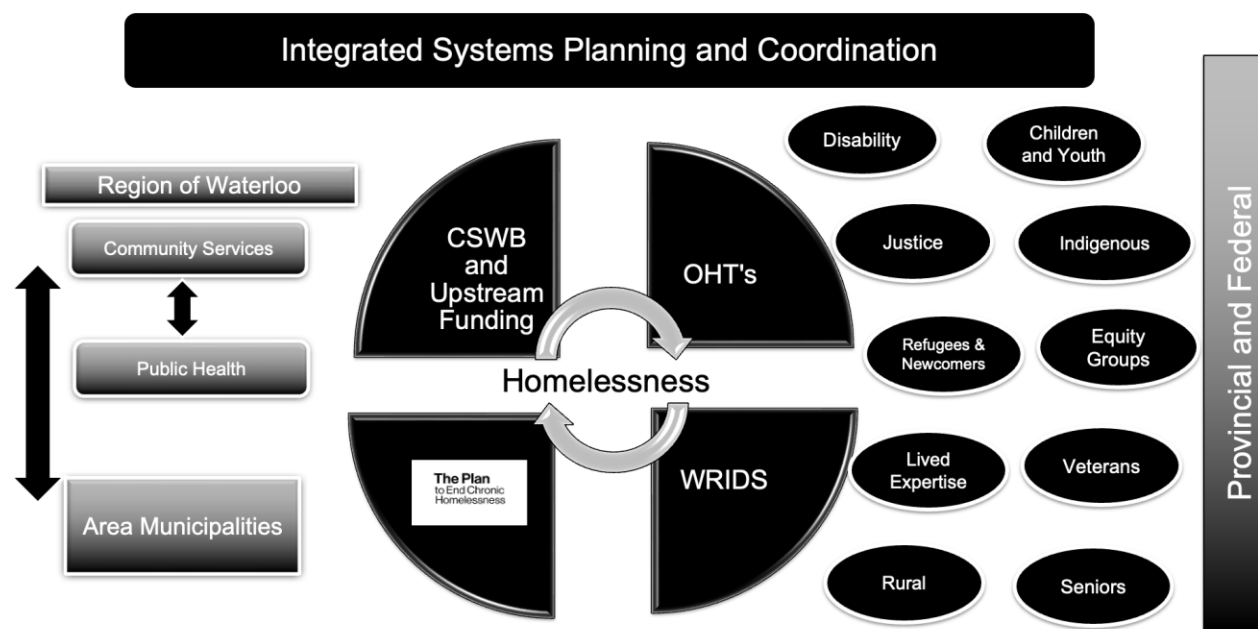 Integrated Systems Planning and Coordination
Region of Waterloo
Community Services
Public Health
Area Municipalities
CSWB
and
Upstream
Funding
OHT's
Homelessness
The Plan
to End Chronic
Homelessness
WRIDS
Disability
Children
and Youth
Justice
Indigenous
Refugees &
Newcomers
Equity
Groups
Lived
Expertise
Veterans
Rural
Seniors
Provincial and Federal